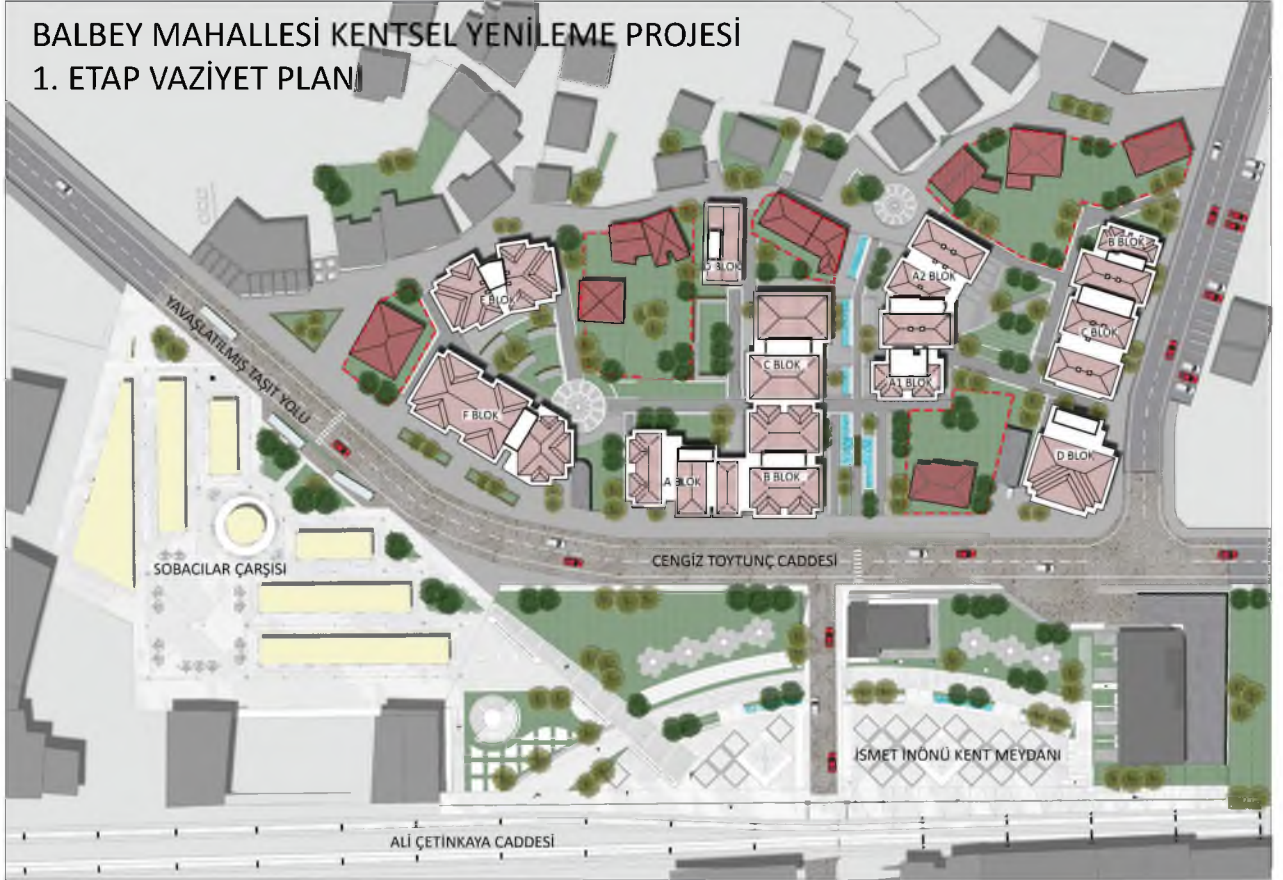 BALBEY MAHALLESİ KENTSEL YENİLEME PROJESİ
1. ETAP VAZİYET PLANI
B BLOK
D BLOK
A2 BLOK
E BLOK
C BLOK
C BLOK
A1 BLOK
YAVAŞLATILMIŞ TAŞIT YOLU
F BLOK
D BLOK
A BLOK
B BLOK
CENGİZ TOYTUNÇ CADDESİ
SOBACILAR ÇARŞISI
İSMET İNÖNÜ KENT MEYDANI
ALİ ÇETİNKAYA CADDESİ